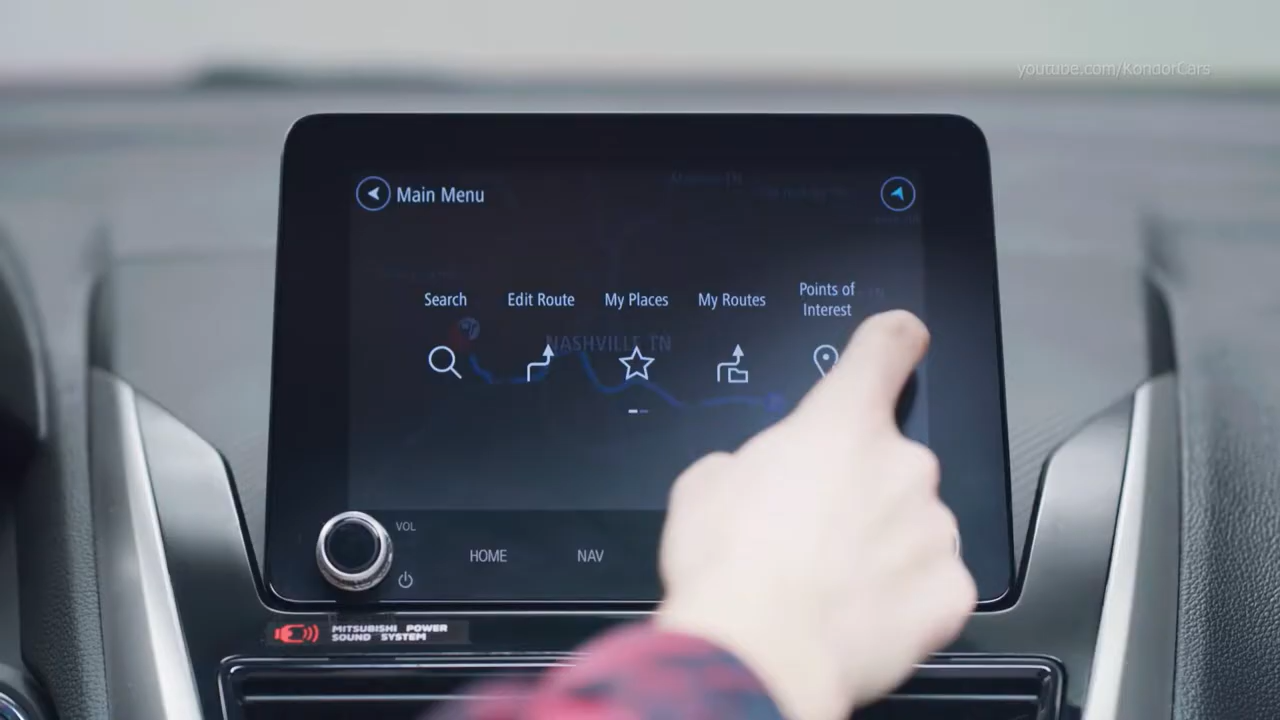 youtube.com/KondorCars
Main Menu
Search
Edit Route
My Places
My Routes
Points of
Interest
NASHVILLE TN
VOL
HOME
NAV
MITSUBISHI POWER
SOUND SYSTEM